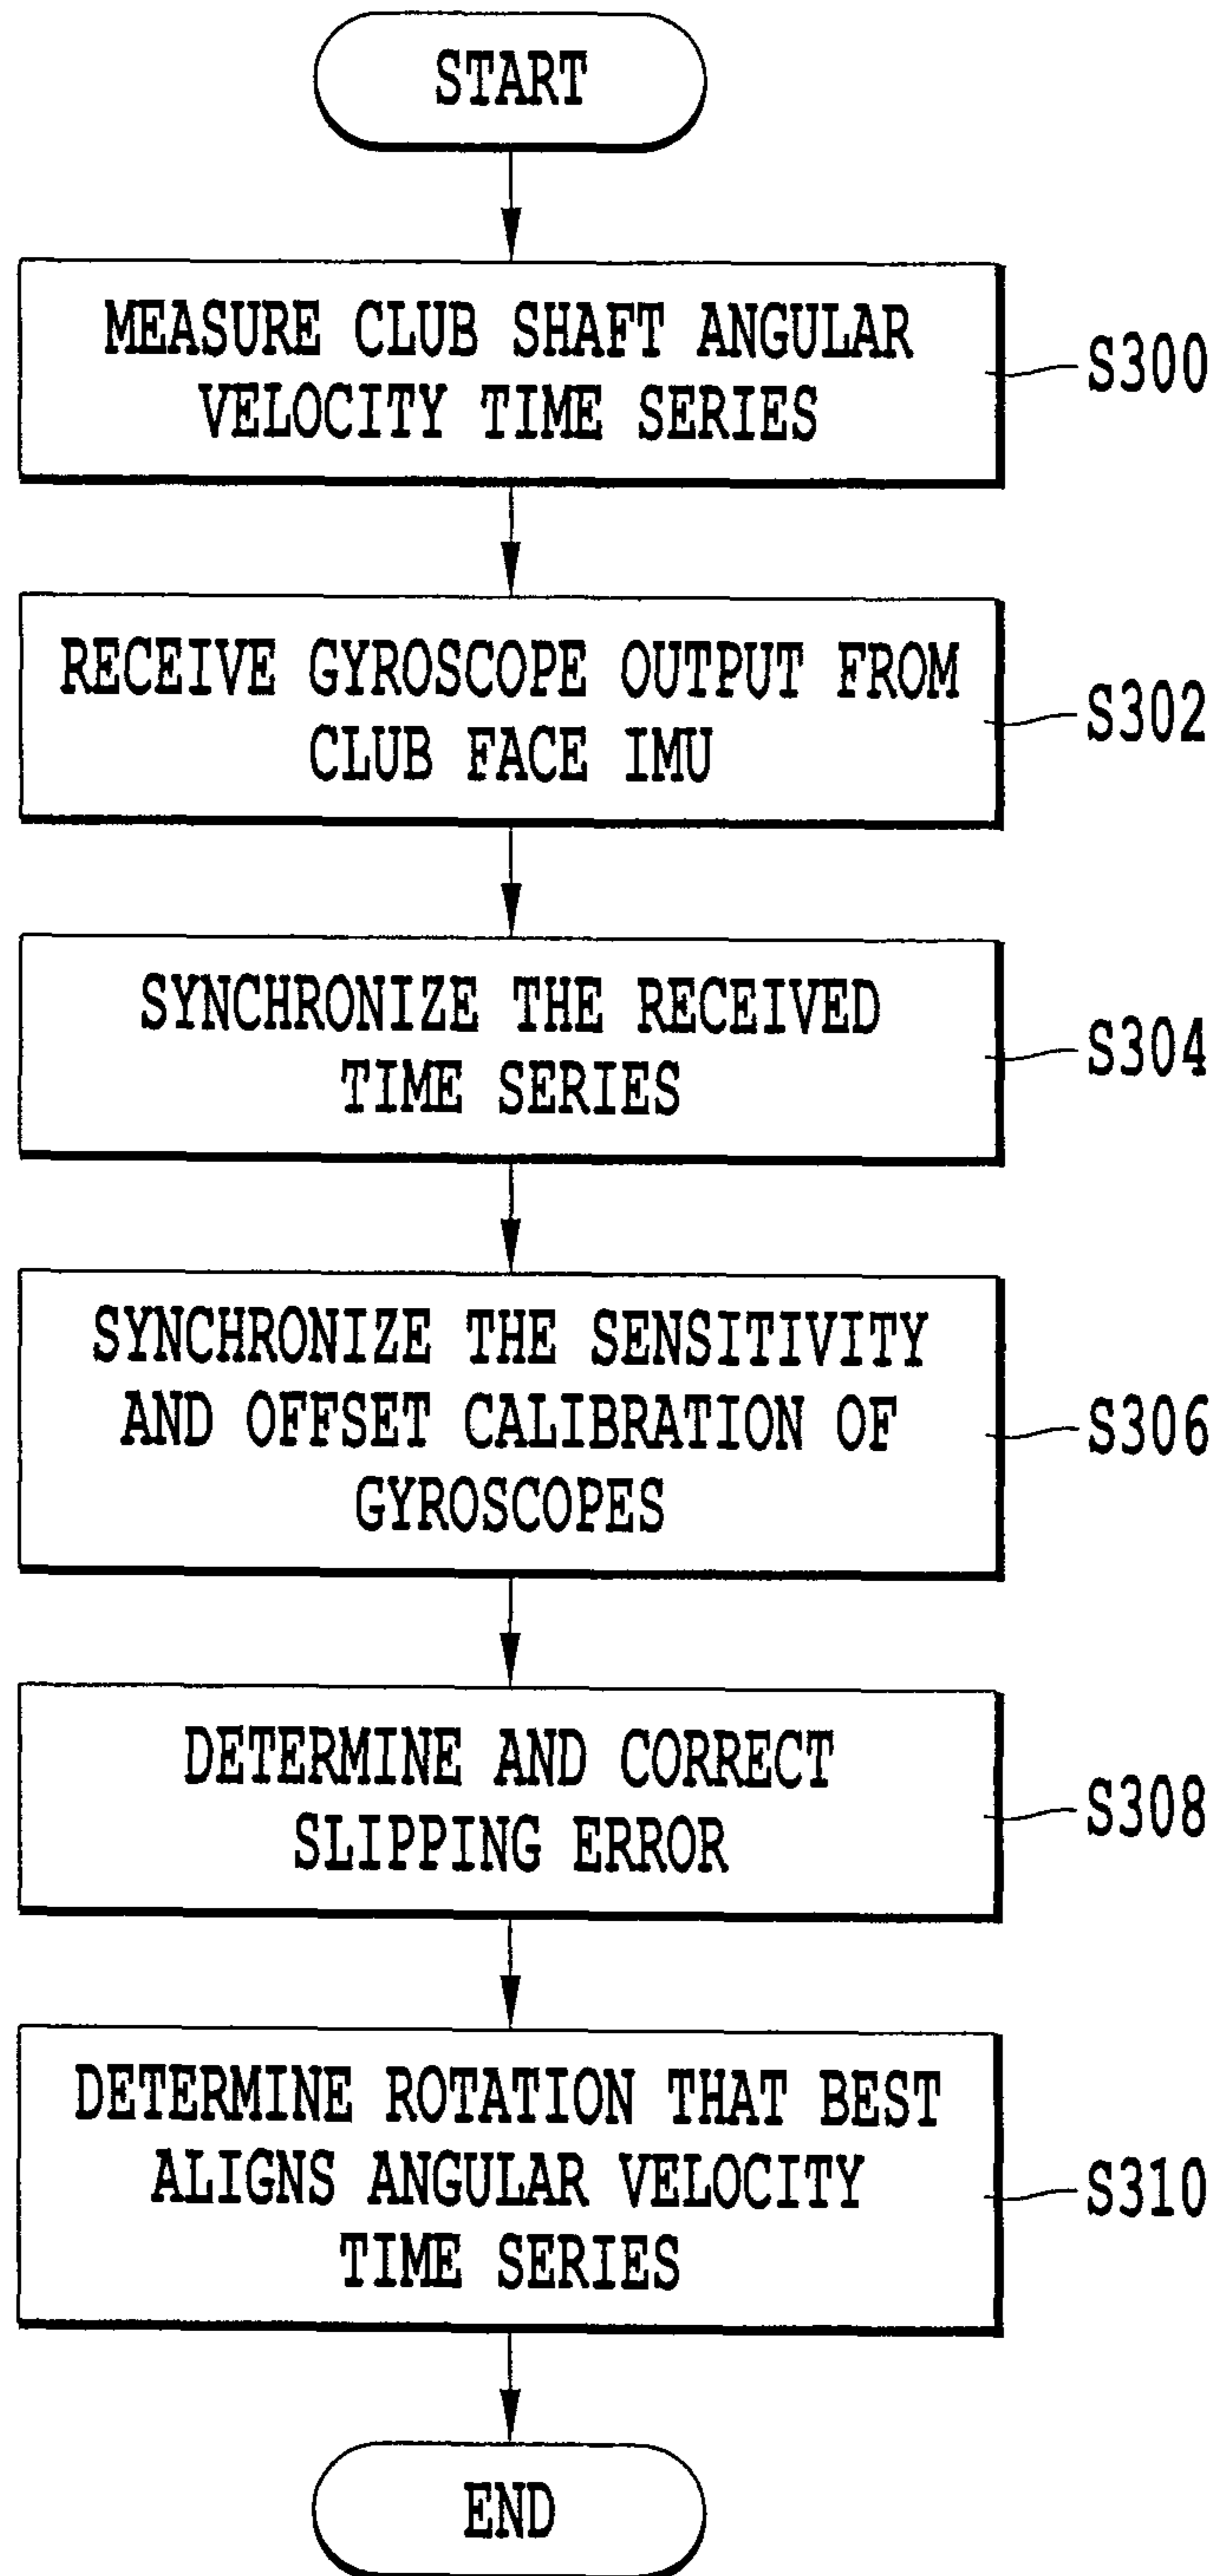 START
MEASURE CLUB SHAFT ANGULAR
VELOCITY TIME SERIES
S300
RECEIVE GYROSCOPE OUTPUT FROM
CLUB FACE IMU
S302
SYNCHRONIZE THE RECEIVED
TIME SERIES
S304
SYNCHRONIZE THE SENSITIVITY
AND OFFSET CALIBRATION OF
GYROSCOPES
S306
DETERMINE AND CORRECT
SLIPPING ERROR
S308
DETERMINE ROTATION THAT BEST
ALIGNS ANGULAR VELOCITY
TIME SERIES
S310
END